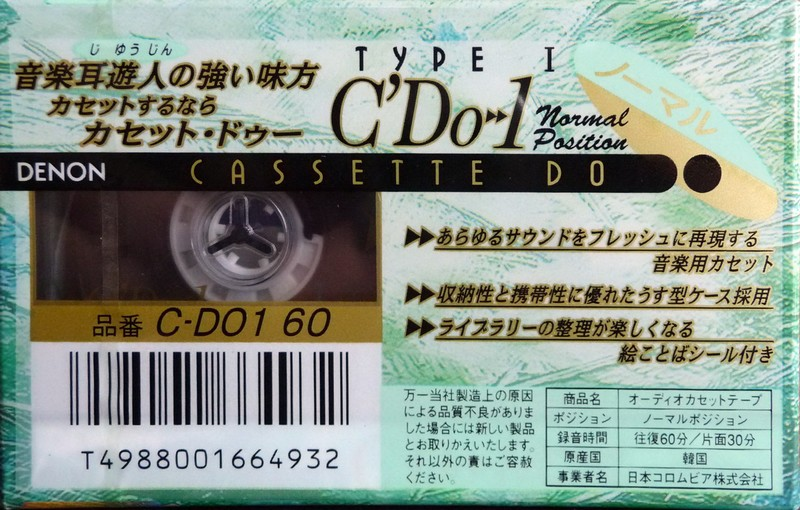 じゆうじん
音楽耳遊人の強い味方
カセットするなら
カセット・ドゥー
TYPE I
C'Do▸▸1
Normal
Position
ノーマル
DENON CASSETTE DO
▶▶あらゆるサウンドをフレッシュに再現する
音楽用カセット
▶▶収納性と携帯性に優れたうす型ケース採用
▶▶ライブラリーの整理が楽しくなる
絵ことばシール付き
品番 C-DO1 60
T4988001664932
万一当社製造上の原因
による品質不良がありま
した場合には新しい製品
とお取りかえいたします。
それ以外の責はご容赦
ください。
商品名 オーディオカセットテープ
ポジション ノーマルポジション
録音時間 往復60分/片面30分
原産国 韓国
事業者名 日本コロムビア株式会社